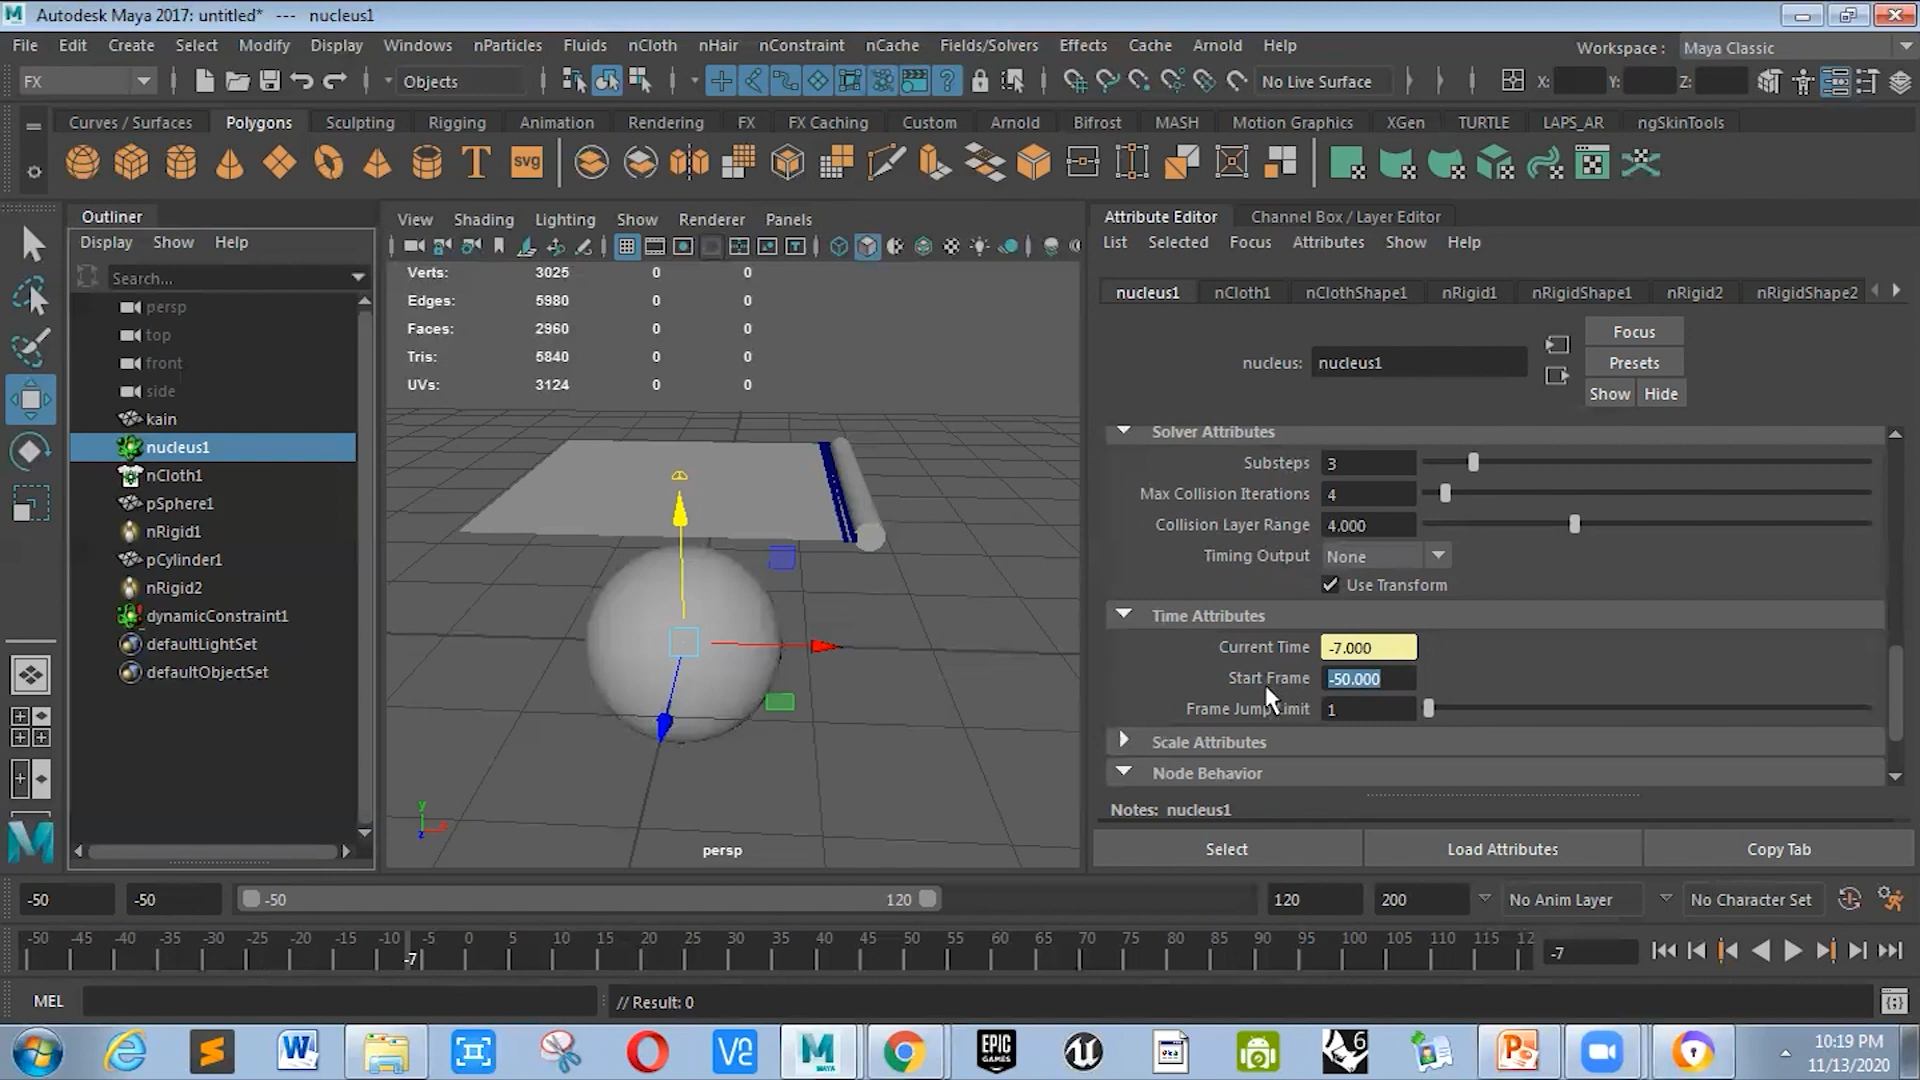 Autodesk Maya 2017: untitled*   ---   nucleus1
File Edit Create Select Modify Display Windows nParticles Fluids nCloth nHair nConstraint nCache Fields/Solvers Effects Cache Arnold Help Workspace : Maya Classic
FX Objects No Live Surface X: Y: Z:
Curves / Surfaces Polygons Sculpting Rigging Animation Rendering FX FX Caching Custom Arnold Bifrost MASH Motion Graphics XGen TURTLE LAPS_AR ngSkinTools
T SVG
Outliner
Display Show Help
Search...
persp
top
front
side
kain
nucleus1
nCloth1
pSphere1
nRigid1
pCylinder1
nRigid2
dynamicConstraint1
defaultLightSet
defaultObjectSet
View Shading Lighting Show Renderer Panels
Verts: 3025 0 0
Edges: 5980 0 0
Faces: 2960 0 0
Tris: 5840 0 0
UVs: 3124 0 0
y
x
z
persp
Attribute Editor Channel Box / Layer Editor
List Selected Focus Attributes Show Help
nucleus1 nCloth1 nClothShape1 nRigid1 nRigidShape1 nRigid2 nRigidShape2
nucleus: nucleus1
Focus
Presets
Show Hide
Solver Attributes
Substeps 3
Max Collision Iterations 4
Collision Layer Range 4.000
Timing Output None
Use Transform
Time Attributes
Current Time -7.000
Start Frame -50.000
Frame Jump Limit 1
Scale Attributes
Node Behavior
Notes: nucleus1
Select Load Attributes Copy Tab
-50 -50 -50 120 120 200 No Anim Layer No Character Set
-50 -45 -40 -35 -30 -25 -20 -15 -10 -5 0 5 10 15 20 25 30 35 40 45 50 55 60 65 70 75 80 85 90 95 100 105 110 115 12
-7 -7
MEL // Result: 0
10:19 PM
11/13/2020
EPIC GAMES
6
MAYA